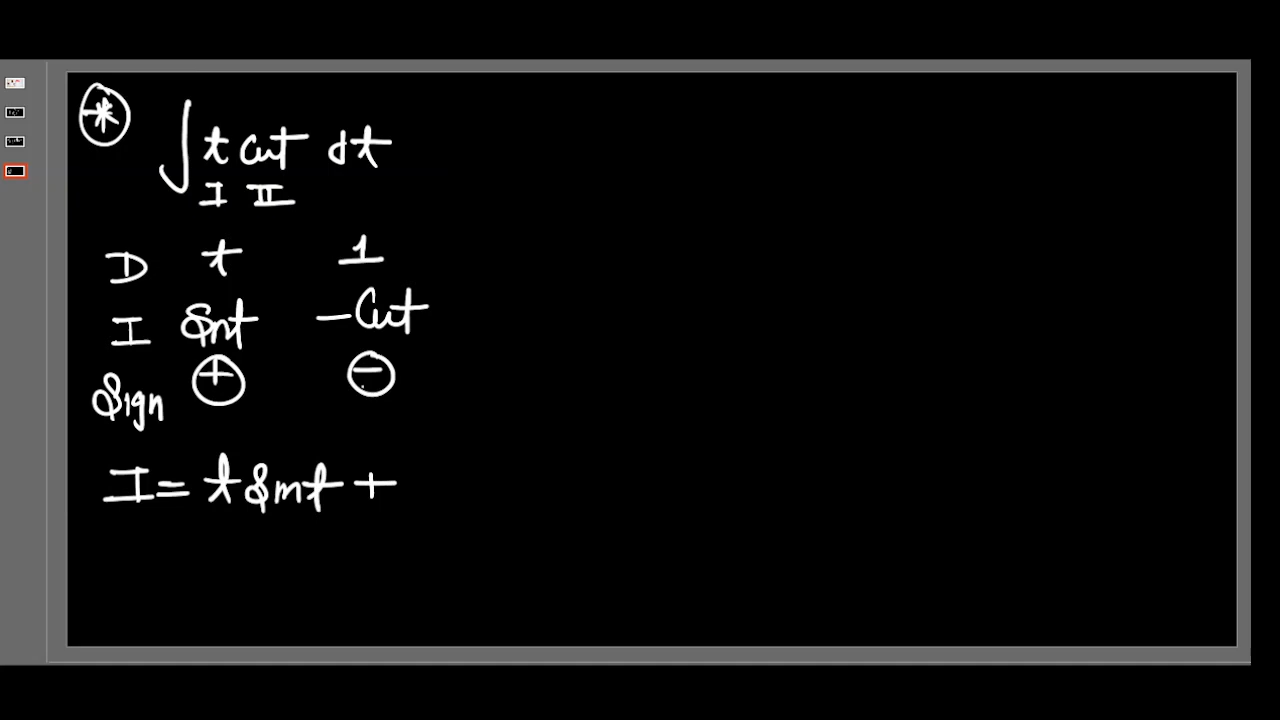 ∫ t Cost dt
I II
D t 1
I Sint -Cost
Sign + -
I = t Sint +